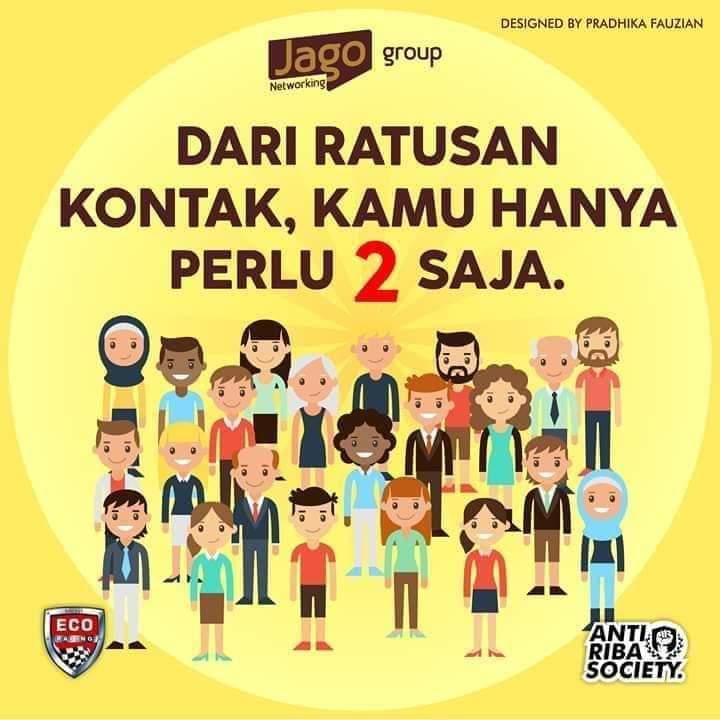 DESIGNED BY PRADHIKA FAUZIAN
Jago group
Networking
DARI RATUSAN
KONTAK, KAMU HANYA
PERLU 2 SAJA.
ECO
RACING
ANTI
RIBA
SOCIETY.